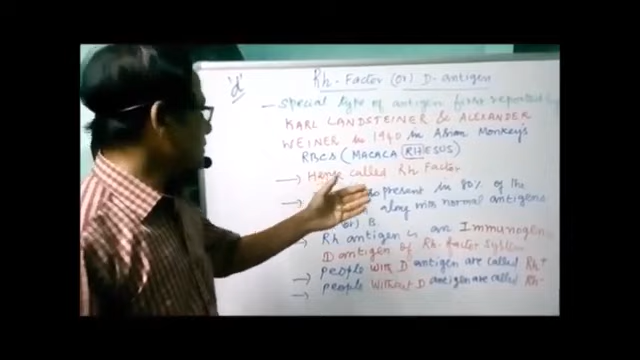 'd'
Rh- Factor (or) D-antigen
- Special type of antigen first reported by
KARL LANDSTEINER & ALEXANDER
WEINER in 1940 in Asian Monkey's
RBCs (MACACA RHESUS)
→ Hence called Rh Factor
→ present in 80% of the
along with normal antigens
or) B.
→ Rh antigen is an Immunogen
D antigen of Rh-factor System
→ People with D antigen are called Rh+
→ People Without D antigen are called Rh-